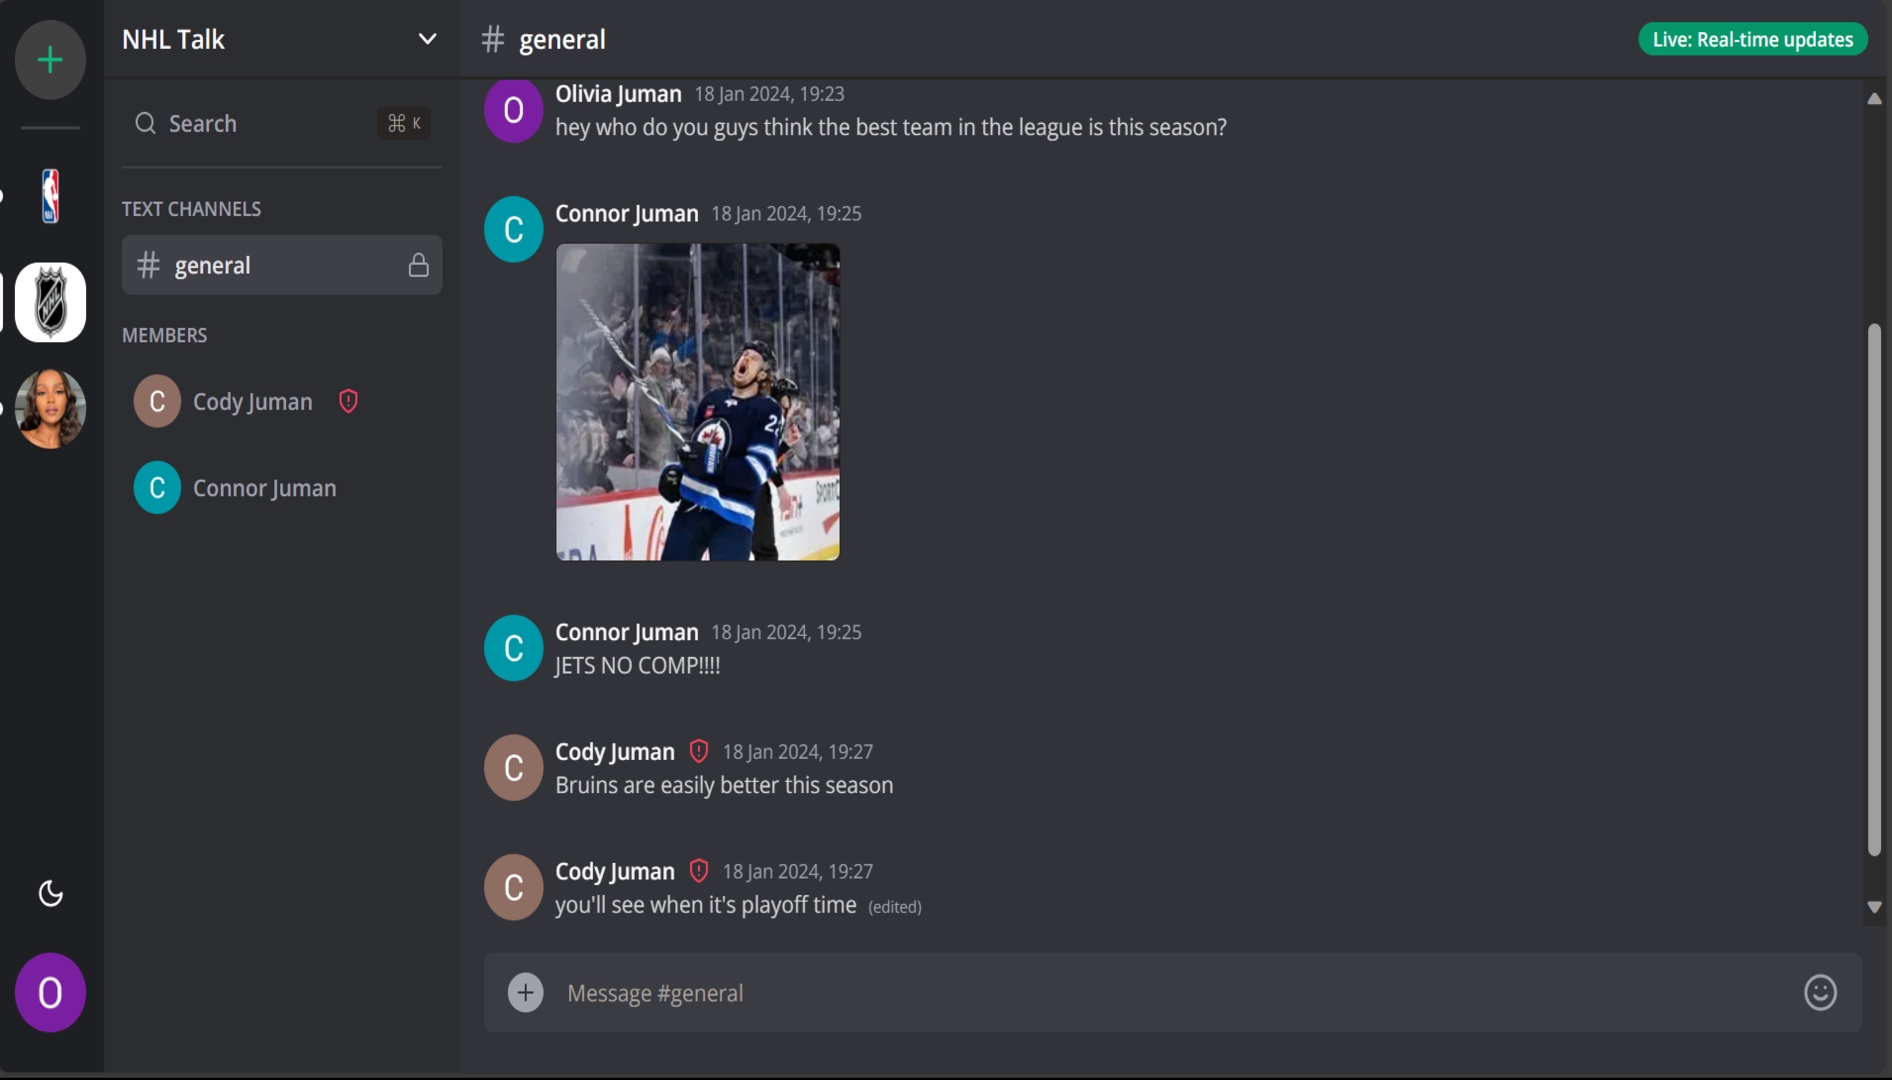 NHL Talk
general
Live: Real-time updates
Search
⌘ K
TEXT CHANNELS
general
MEMBERS
C Cody Juman
C Connor Juman
NBA
NHL
O
O Olivia Juman 18 Jan 2024, 19:23
hey who do you guys think the best team in the league is this season?
C Connor Juman 18 Jan 2024, 19:25
C Connor Juman 18 Jan 2024, 19:25
JETS NO COMP!!!!
C Cody Juman 18 Jan 2024, 19:27
Bruins are easily better this season
C Cody Juman 18 Jan 2024, 19:27
you'll see when it's playoff time (edited)
Message #general